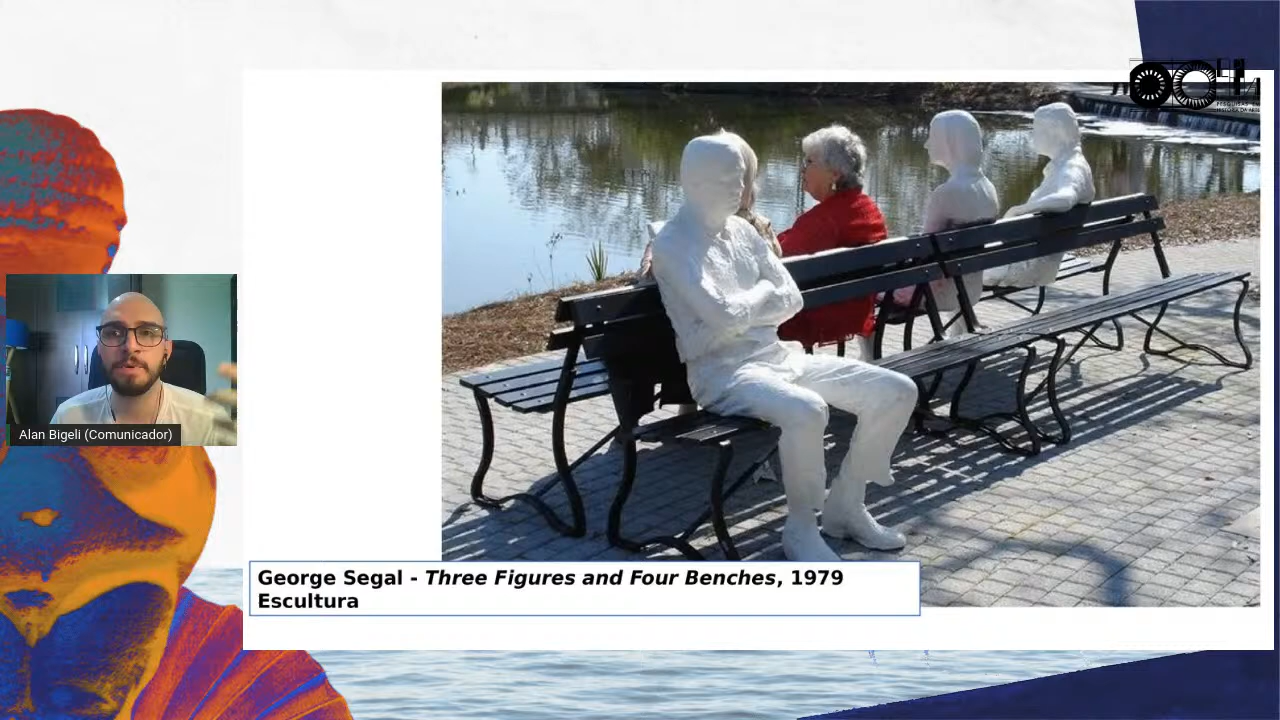 Alan Bigeli (Comunicador)
George Segal - Three Figures and Four Benches, 1979
Escultura